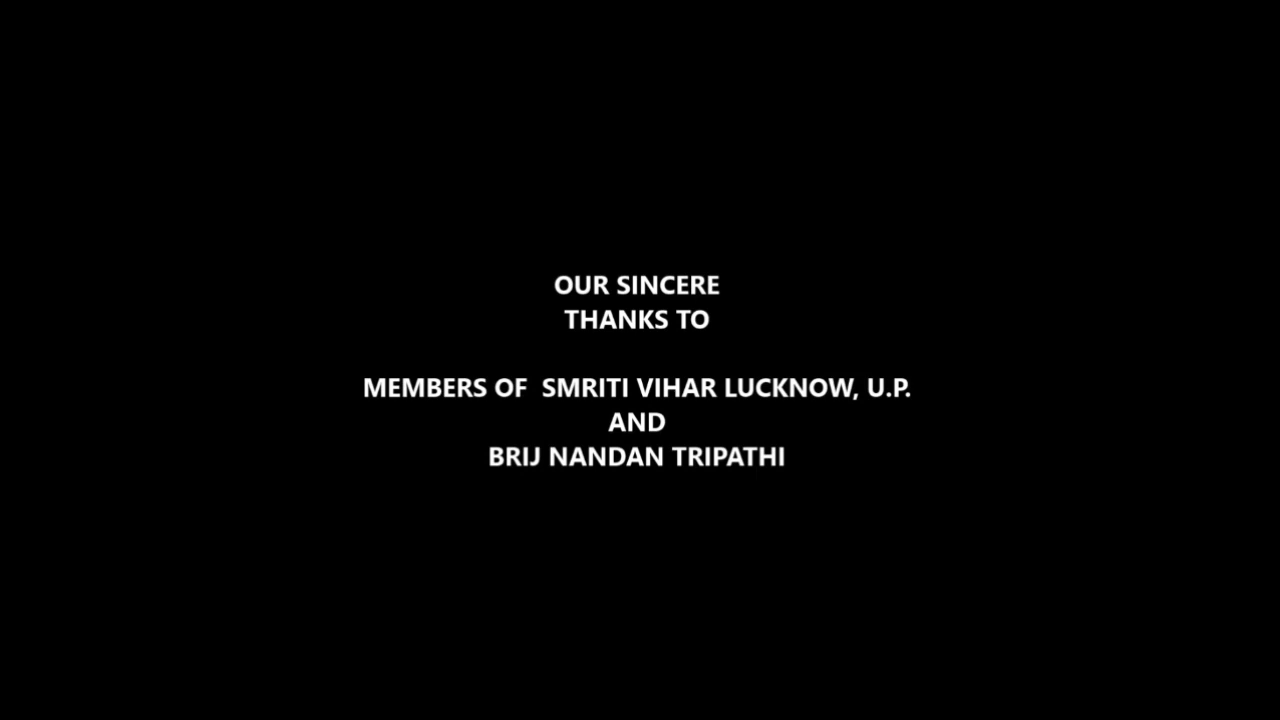 OUR SINCERE
THANKS TO
MEMBERS OF  SMRITI VIHAR LUCKNOW, U.P.
AND
BRIJ NANDAN TRIPATHI